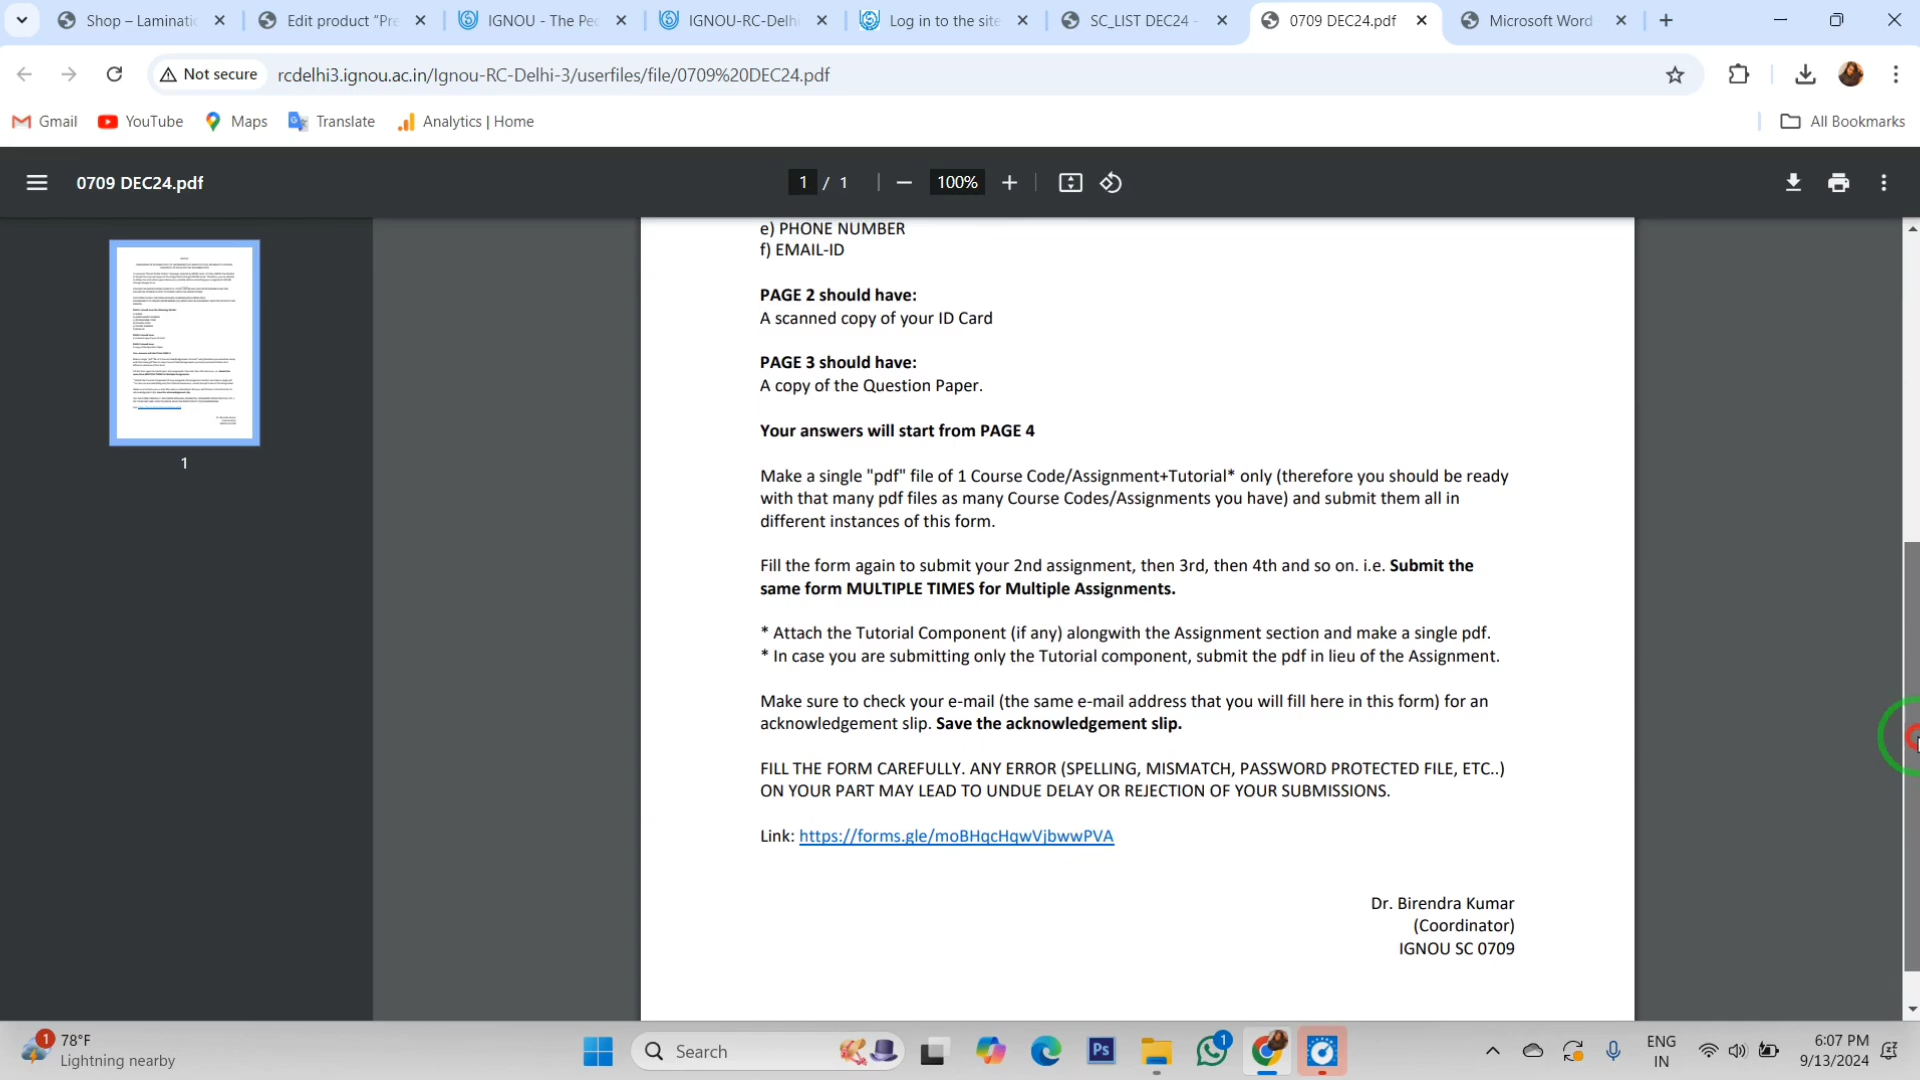 Shop – Laminatic
Edit product “Pre
IGNOU - The Peo
IGNOU-RC-Delhi
Log in to the site
SC_LIST DEC24 -
0709 DEC24.pdf
Microsoft Word
Not secure
rcdelhi3.ignou.ac.in/Ignou-RC-Delhi-3/userfiles/file/0709%20DEC24.pdf
Gmail
YouTube
Maps
Translate
Analytics | Home
All Bookmarks
0709 DEC24.pdf
1 / 1
100%
1
e) PHONE NUMBER
f) EMAIL-ID
PAGE 2 should have:
A scanned copy of your ID Card
PAGE 3 should have:
A copy of the Question Paper.
Your answers will start from PAGE 4
Make a single "pdf" file of 1 Course Code/Assignment+Tutorial* only (therefore you should be ready
with that many pdf files as many Course Codes/Assignments you have) and submit them all in
different instances of this form.
Fill the form again to submit your 2nd assignment, then 3rd, then 4th and so on. i.e. Submit the
same form MULTIPLE TIMES for Multiple Assignments.
* Attach the Tutorial Component (if any) alongwith the Assignment section and make a single pdf.
* In case you are submitting only the Tutorial component, submit the pdf in lieu of the Assignment.
Make sure to check your e-mail (the same e-mail address that you will fill here in this form) for an
acknowledgement slip. Save the acknowledgement slip.
FILL THE FORM CAREFULLY. ANY ERROR (SPELLING, MISMATCH, PASSWORD PROTECTED FILE, ETC..)
ON YOUR PART MAY LEAD TO UNDUE DELAY OR REJECTION OF YOUR SUBMISSIONS.
Link: https://forms.gle/moBHqcHqwVjbwwPVA
Dr. Birendra Kumar
(Coordinator)
IGNOU SC 0709
1
78°F
Lightning nearby
Search
Ps
1
ENG
IN
6:07 PM
9/13/2024